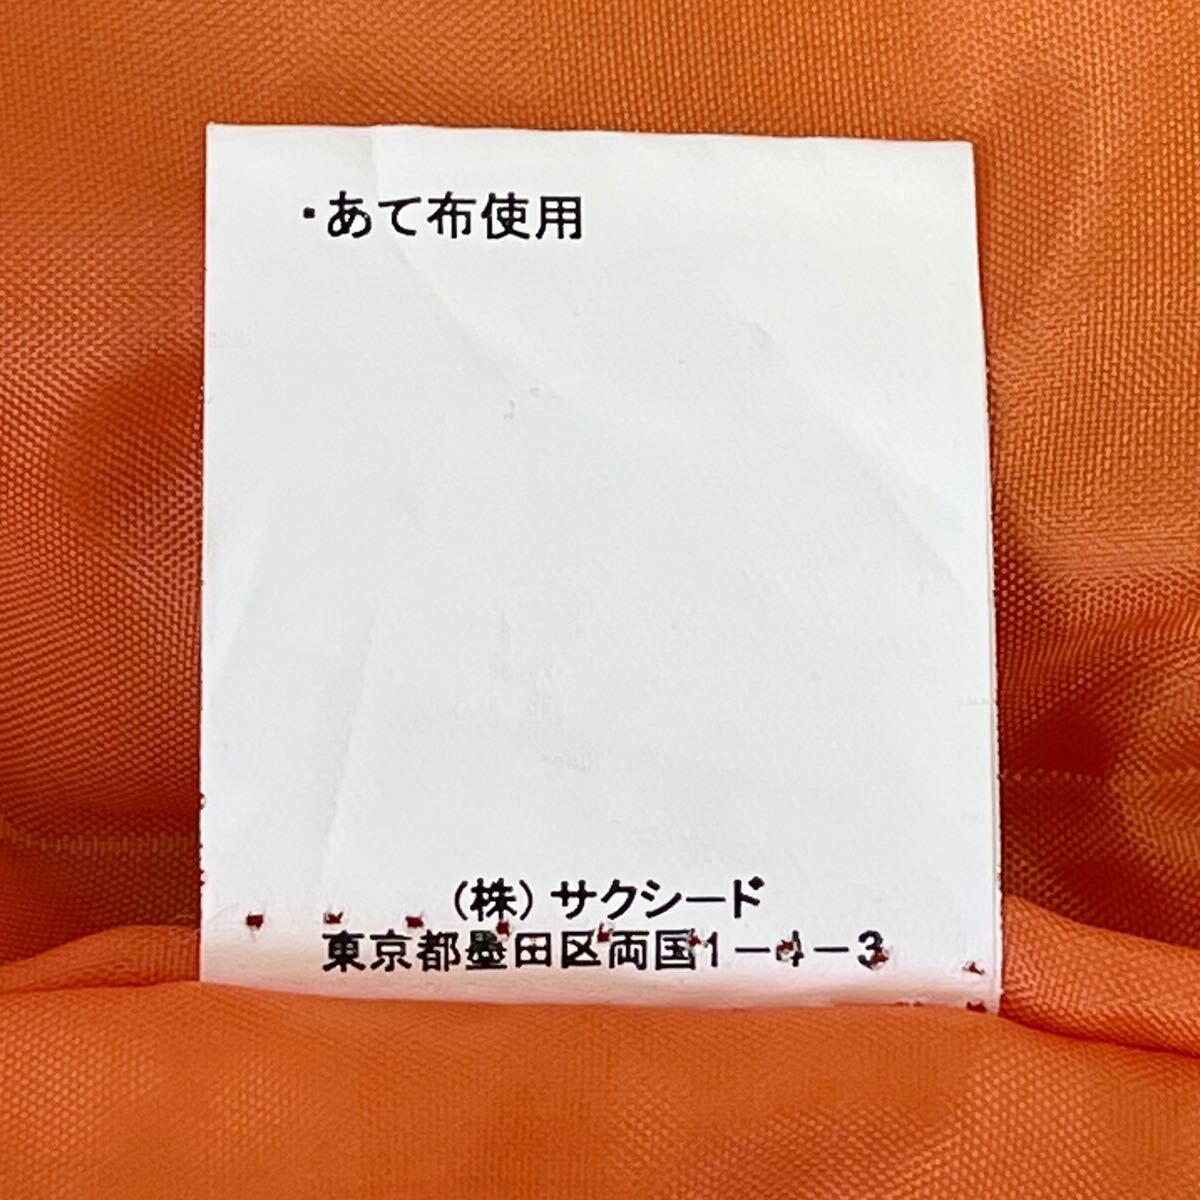 ・あて布使用
（株）サクシード
東京都墨田区両国1－4－3